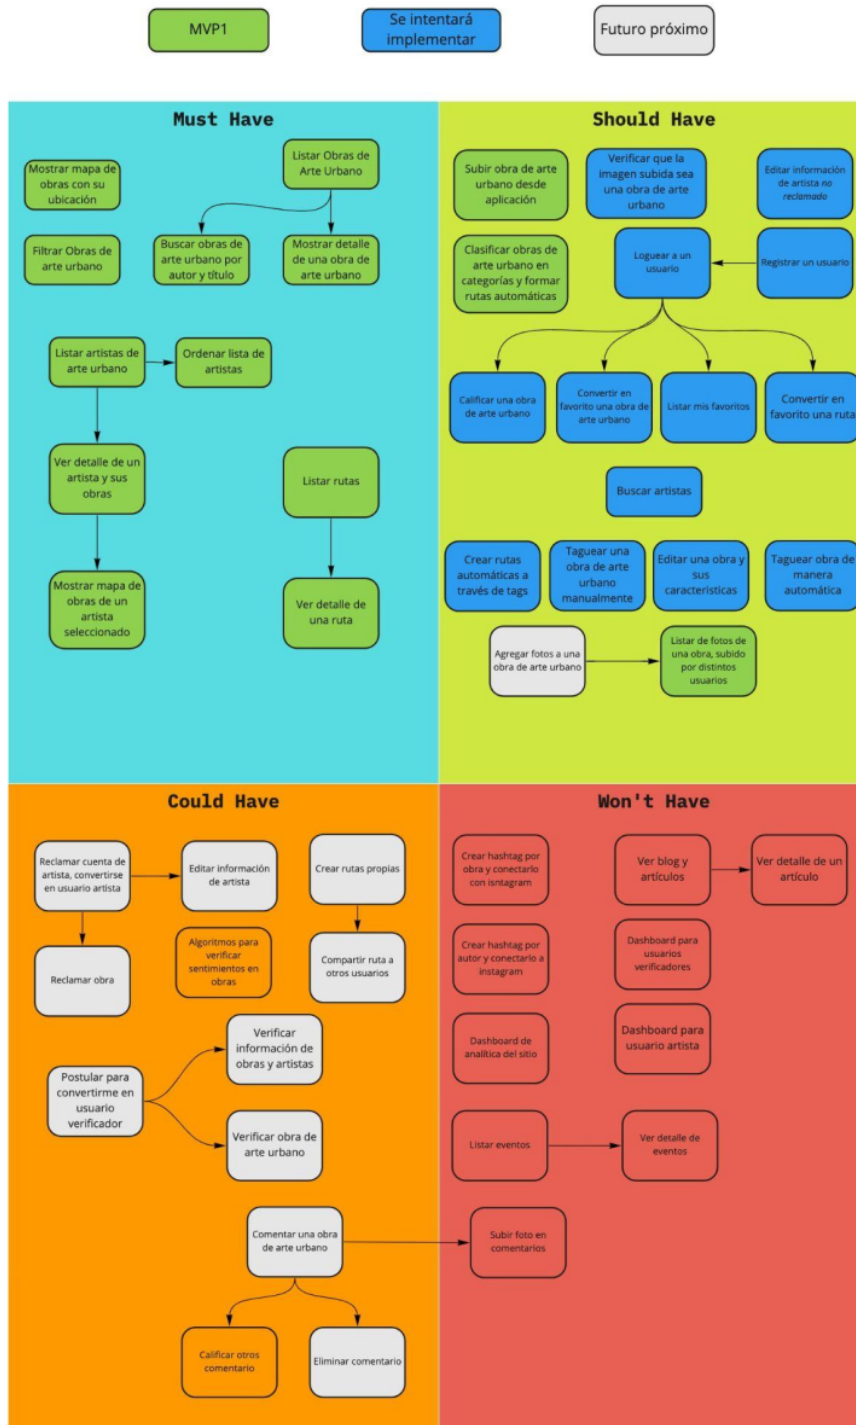 MVP1
Se intentará
implementar
Futuro próximo
Must Have
Mostrar mapa de
obras con su
ubicación
Listar Obras de
Arte Urbano
Filtrar Obras de
arte urbano
Buscar obras de
arte urbano por
autor y título
Mostrar detalle
de una obra de
arte urbano
Listar artistas de
arte urbano
Ordenar lista de
artistas
Ver detalle de un
artista y sus
obras
Listar rutas
Mostrar mapa de
obras de un
artista
seleccionado
Ver detalle de
una ruta
Should Have
Subir obra de arte
urbano desde
aplicación
Verificar que la
imagen subida sea
una obra de arte
urbano
Editar información
de artista no
reclamado
Clasificar obras de
arte urbano en
categorías y formar
rutas automáticas
Loguear a un
usuario
Registrar un usuario
Calificar una obra
de arte urbano
Convertir en
favorito una obra de
arte urbano
Listar mis favoritos
Convertir en
favorito una ruta
Buscar artistas
Crear rutas
automáticas a
través de tags
Taguear una
obra de arte
urbano
manualmente
Editar una obra y
sus
caracteristicas
Taguear obra de
manera
automática
Agregar fotos a una
obra de arte urbano
Listar de fotos de
una obra, subido
por distintos
usuarios
Could Have
Reclamar cuenta de
artista, convertirse
en usuario artista
Editar información
de artista
Crear rutas propias
Reclamar obra
Algoritmos para
verificar
sentimientos en
obras
Compartir ruta a
otros usuarios
Verificar
información de
obras y artistas
Postular para
convertirme en
usuario
verificador
Verificar obra de
arte urbano
Comentar una obra
de arte urbano
Calificar otros
comentario
Eliminar comentario
Won't Have
Crear hashtag por
obra y conectarlo
con isntagram
Ver blog y
artículos
Ver detalle de un
artículo
Crear hashtag por
autor y conectarlo a
instagram
Dashboard para
usuarios
verificadores
Dashboard de
analítica del sitio
Dashboard para
usuario artista
Listar eventos
Ver detalle de
eventos
Subir foto en
comentarios